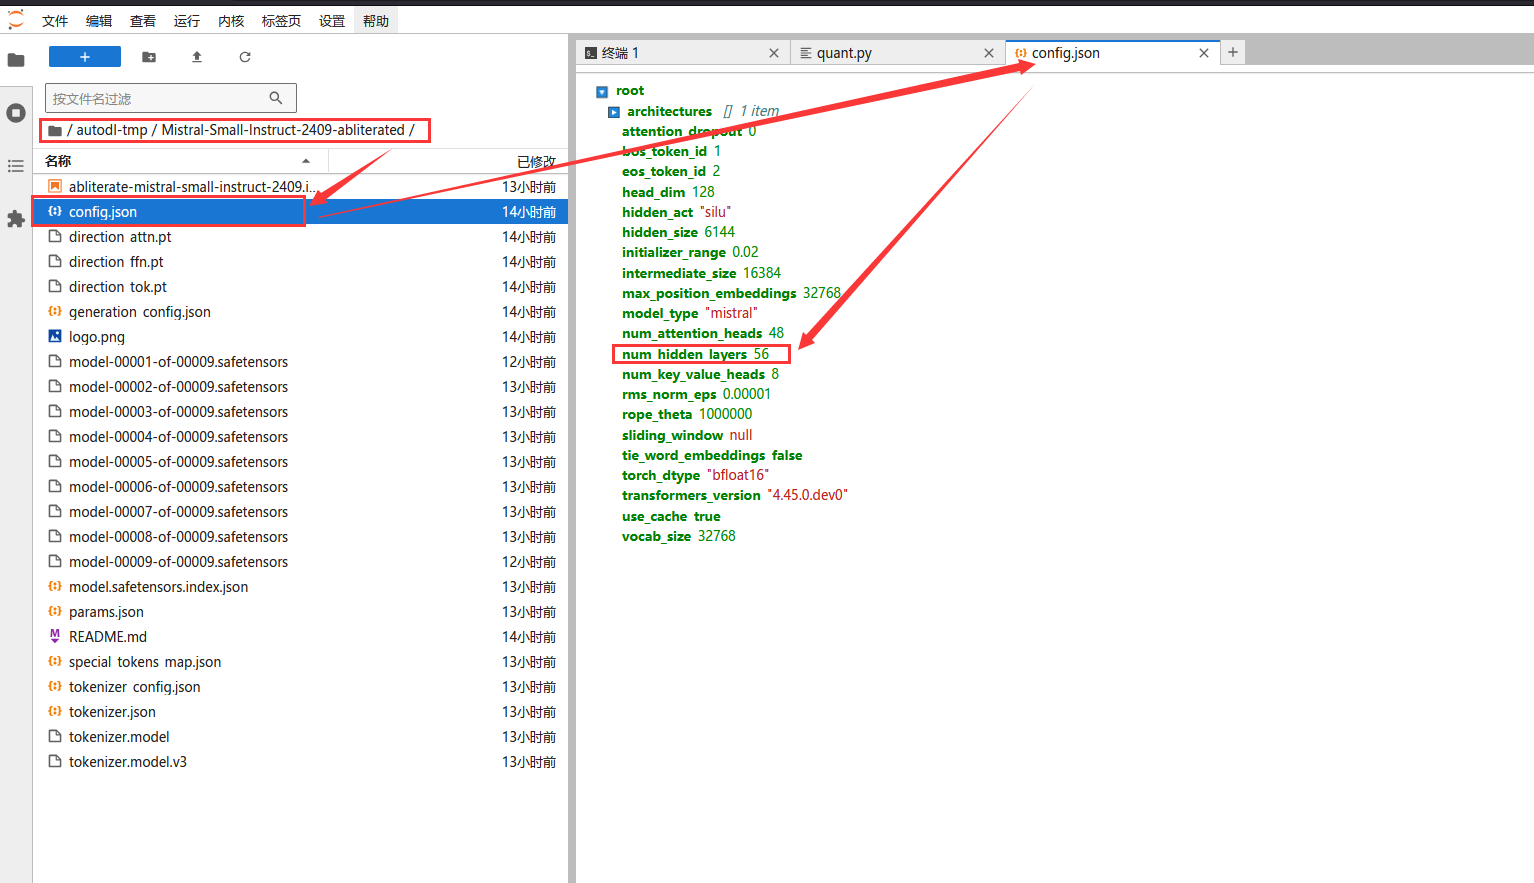 文件 编辑 查看 运行 内核 标签页 设置 帮助
+
按文件名过滤
/ autodl-tmp / Mistral-Small-Instruct-2409-abliterated /
名称 已修改
abliterate-mistral-small-instruct-2409.i... 13小时前
config.json 14小时前
direction_attn.pt 14小时前
direction_ffn.pt 14小时前
direction_tok.pt 14小时前
generation_config.json 14小时前
logo.png 14小时前
model-00001-of-00009.safetensors 12小时前
model-00002-of-00009.safetensors 13小时前
model-00003-of-00009.safetensors 13小时前
model-00004-of-00009.safetensors 13小时前
model-00005-of-00009.safetensors 13小时前
model-00006-of-00009.safetensors 13小时前
model-00007-of-00009.safetensors 13小时前
model-00008-of-00009.safetensors 13小时前
model-00009-of-00009.safetensors 12小时前
model.safetensors.index.json 13小时前
params.json 13小时前
README.md 14小时前
special_tokens_map.json 13小时前
tokenizer_config.json 13小时前
tokenizer.json 13小时前
tokenizer.model 13小时前
tokenizer.model.v3 13小时前
终端 1 quant.py config.json
root
architectures [] 1 item
attention_dropout 0
bos_token_id 1
eos_token_id 2
head_dim 128
hidden_act "silu"
hidden_size 6144
initializer_range 0.02
intermediate_size 16384
max_position_embeddings 32768
model_type "mistral"
num_attention_heads 48
num_hidden_layers 56
num_key_value_heads 8
rms_norm_eps 0.00001
rope_theta 1000000
sliding_window null
tie_word_embeddings false
torch_dtype "bfloat16"
transformers_version "4.45.0.dev0"
use_cache true
vocab_size 32768